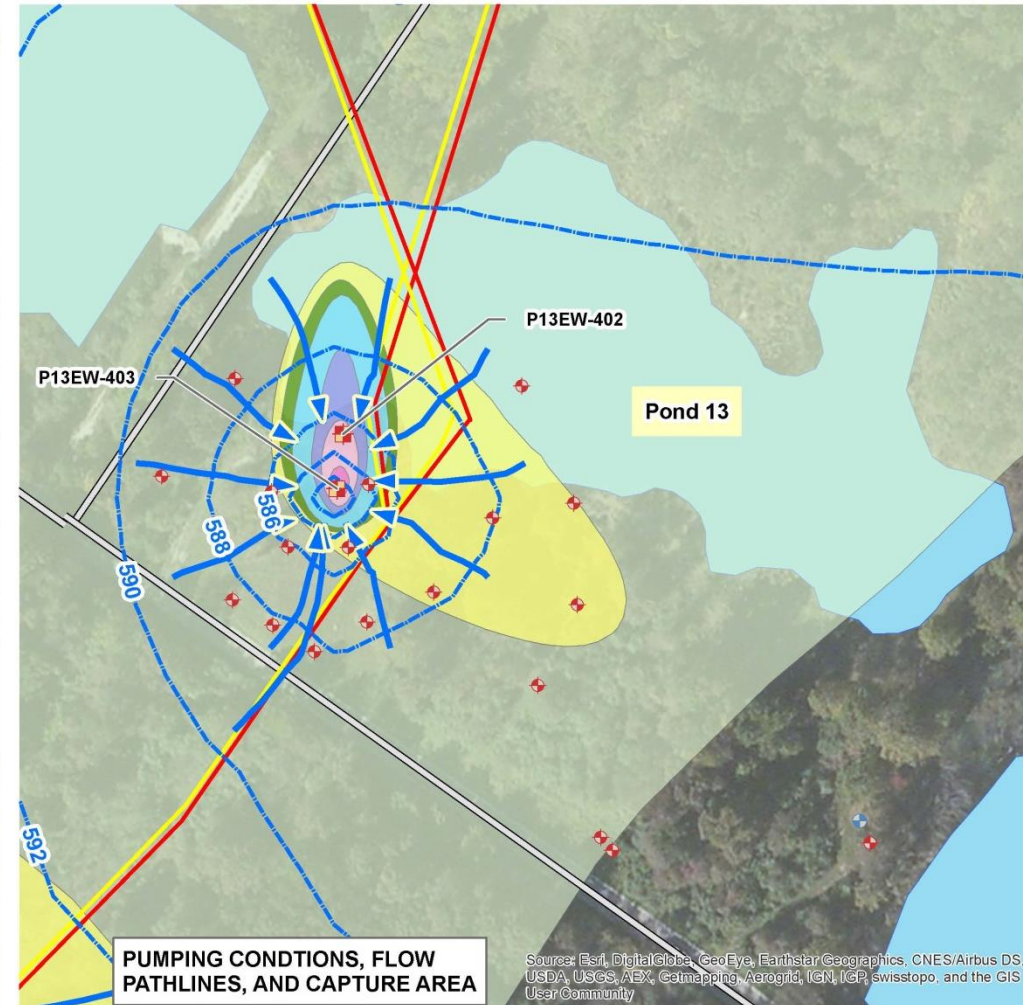 P13EW-402
P13EW-403
Pond 13
586
588
590
592
PUMPING CONDTIONS, FLOW
PATHLINES, AND CAPTURE AREA
Source: Esri, DigitalGlobe, GeoEye, Earthstar Geographics, CNES/Airbus DS,
USDA, USGS, AEX, Getmapping, Aerogrid, IGN, IGP, swisstopo, and the GIS
User Community